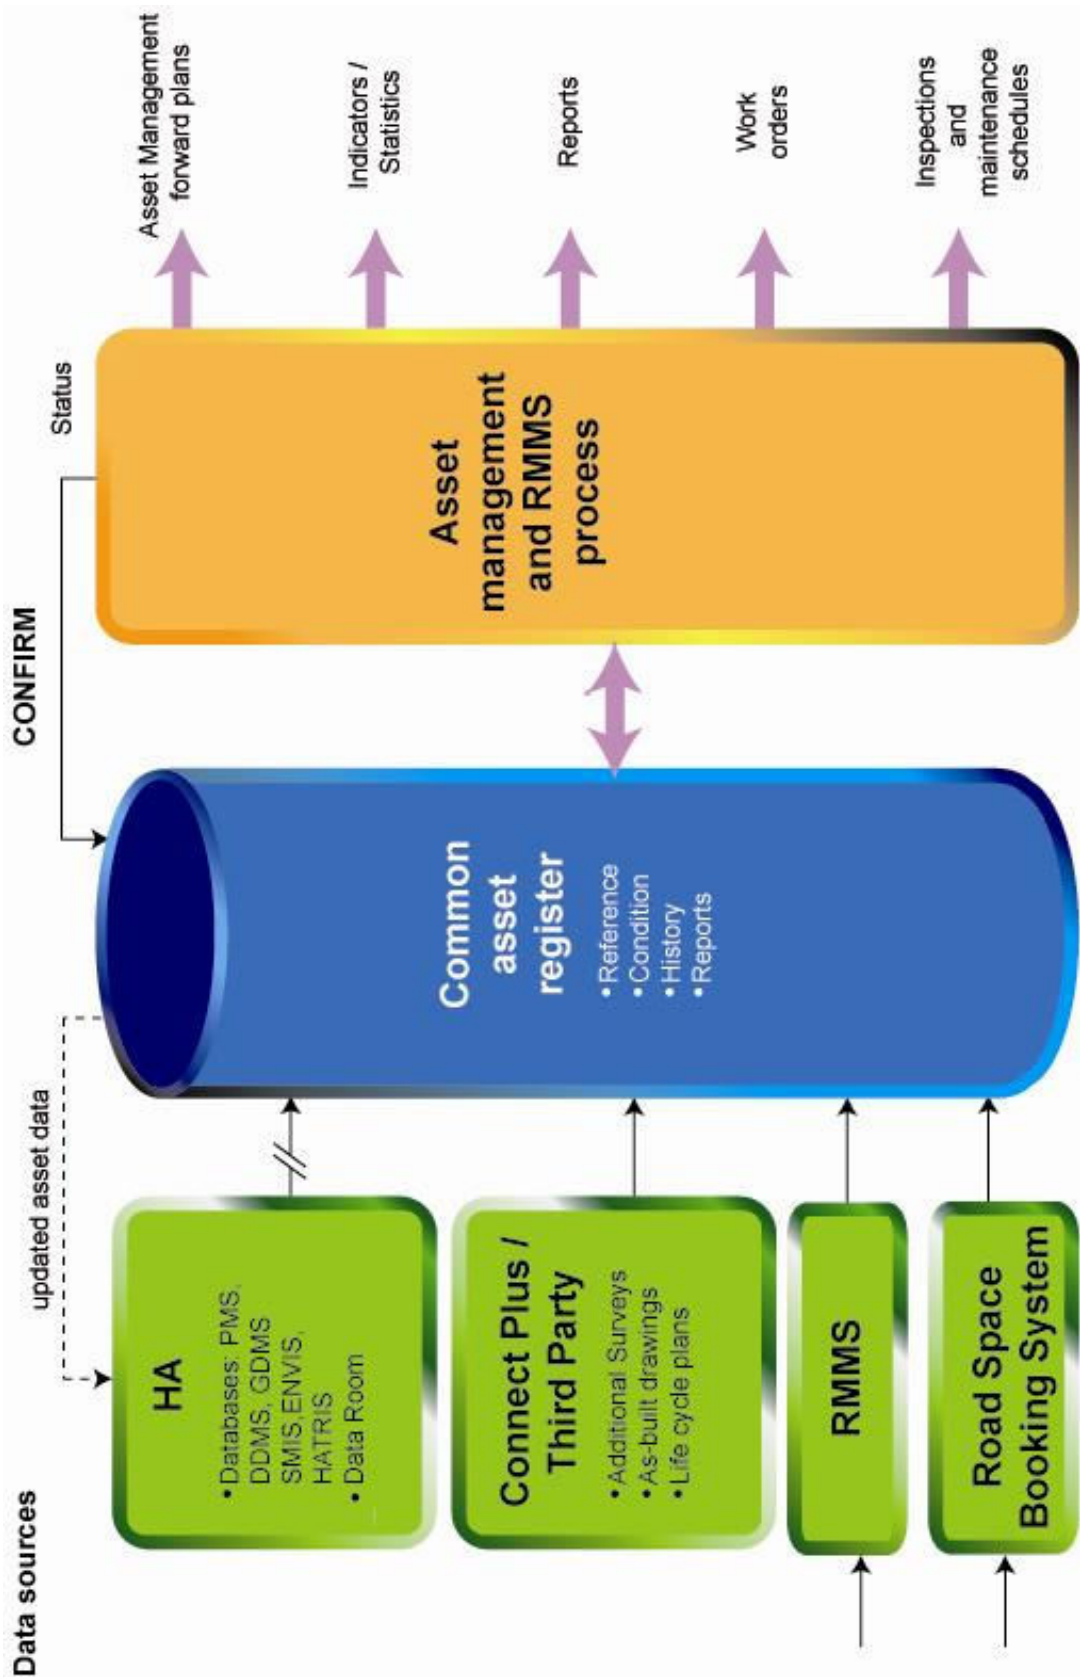 Data sources
CONFIRM
updated asset data
Status
HA
•Databases: PMS,
DDMS, GDMS
SMIS,ENVIS,
HATRIS
• Data Room
Connect Plus /
Third Party
•Additional Surveys
•As-built drawings
•Life cycle plans
RMMS
Road Space
Booking System
Common
asset
register
•Reference
•Condition
•History
•Reports
Asset
management
and RMMS
process
Asset Management
forward plans
Indicators /
Statistics
Reports
Work
orders
Inspections
and
maintenance
schedules